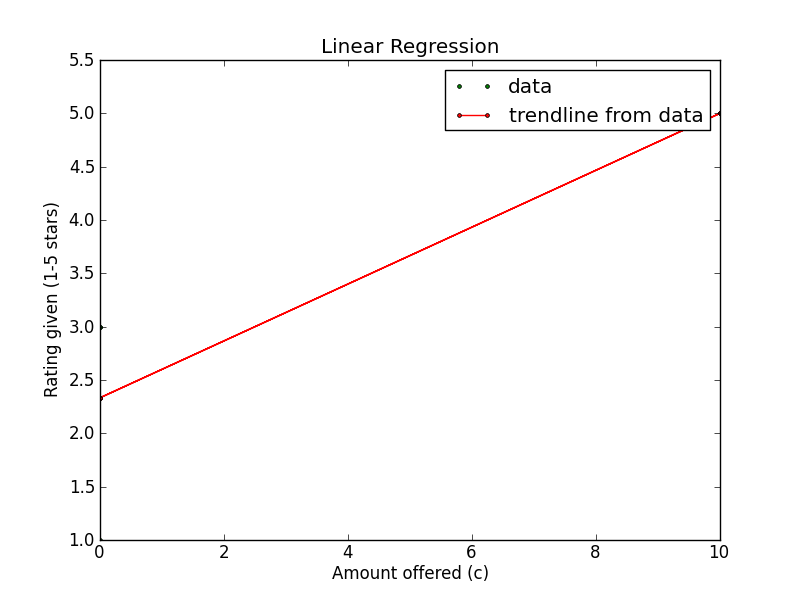 Linear Regression
data
trendline from data
5.5
5.0
4.5
4.0
3.5
3.0
2.5
2.0
1.5
1.0
Rating given (1-5 stars)
0 2 4 6 8 10
Amount offered (c)